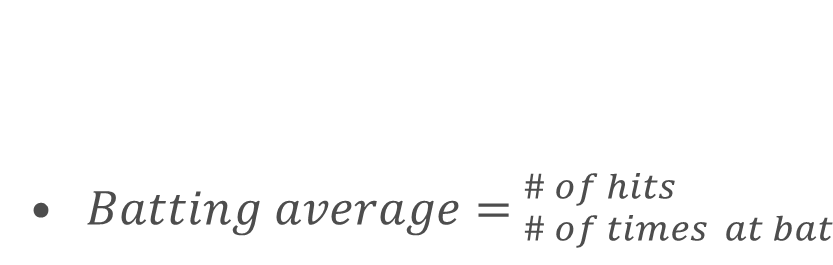 • Batting average = # of hits
# of times at bat